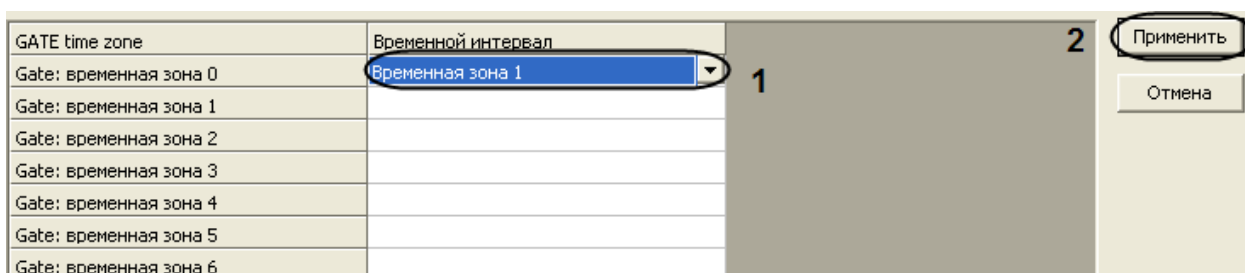 GATE time zone Временной интервал 2 Применить
Gate: временная зона 0 Временная зона 1 1
Отмена
Gate: временная зона 1
Gate: временная зона 2
Gate: временная зона 3
Gate: временная зона 4
Gate: временная зона 5
Gate: временная зона 6